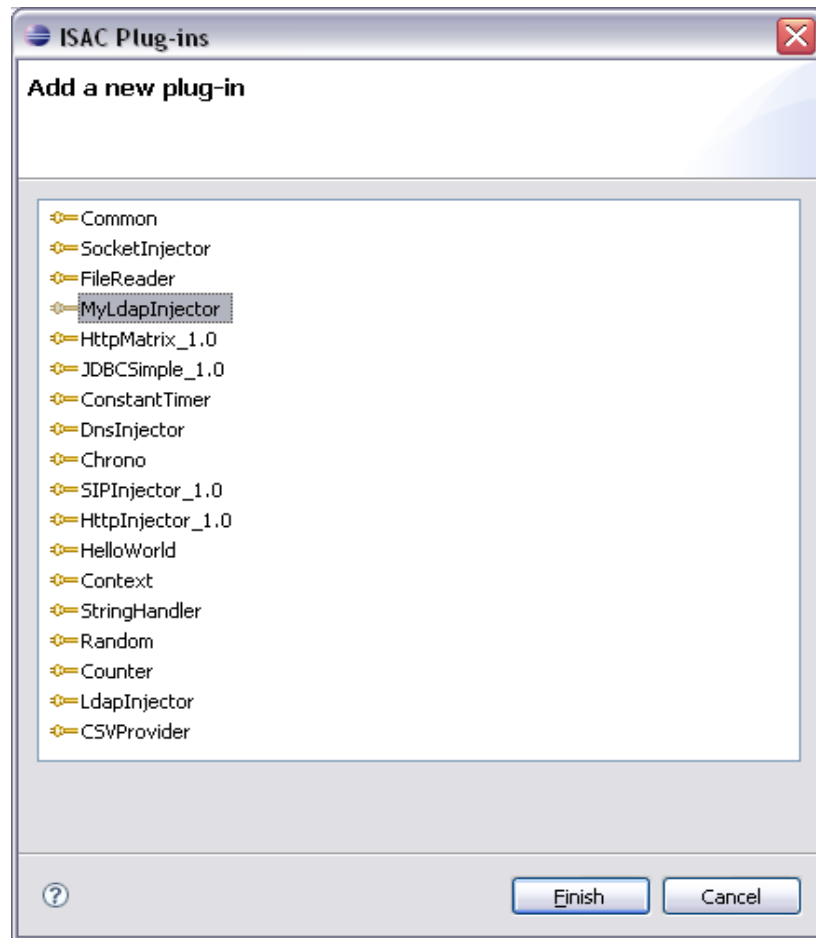 ISAC Plug-ins
Add a new plug-in
Common
SocketInjector
FileReader
MyLdapInjector
HttpMatrix_1.0
JDBCSimple_1.0
ConstantTimer
DnsInjector
Chrono
SIPInjector_1.0
HttpInjector_1.0
HelloWorld
Context
StringHandler
Random
Counter
LdapInjector
CSVProvider
? Finish Cancel